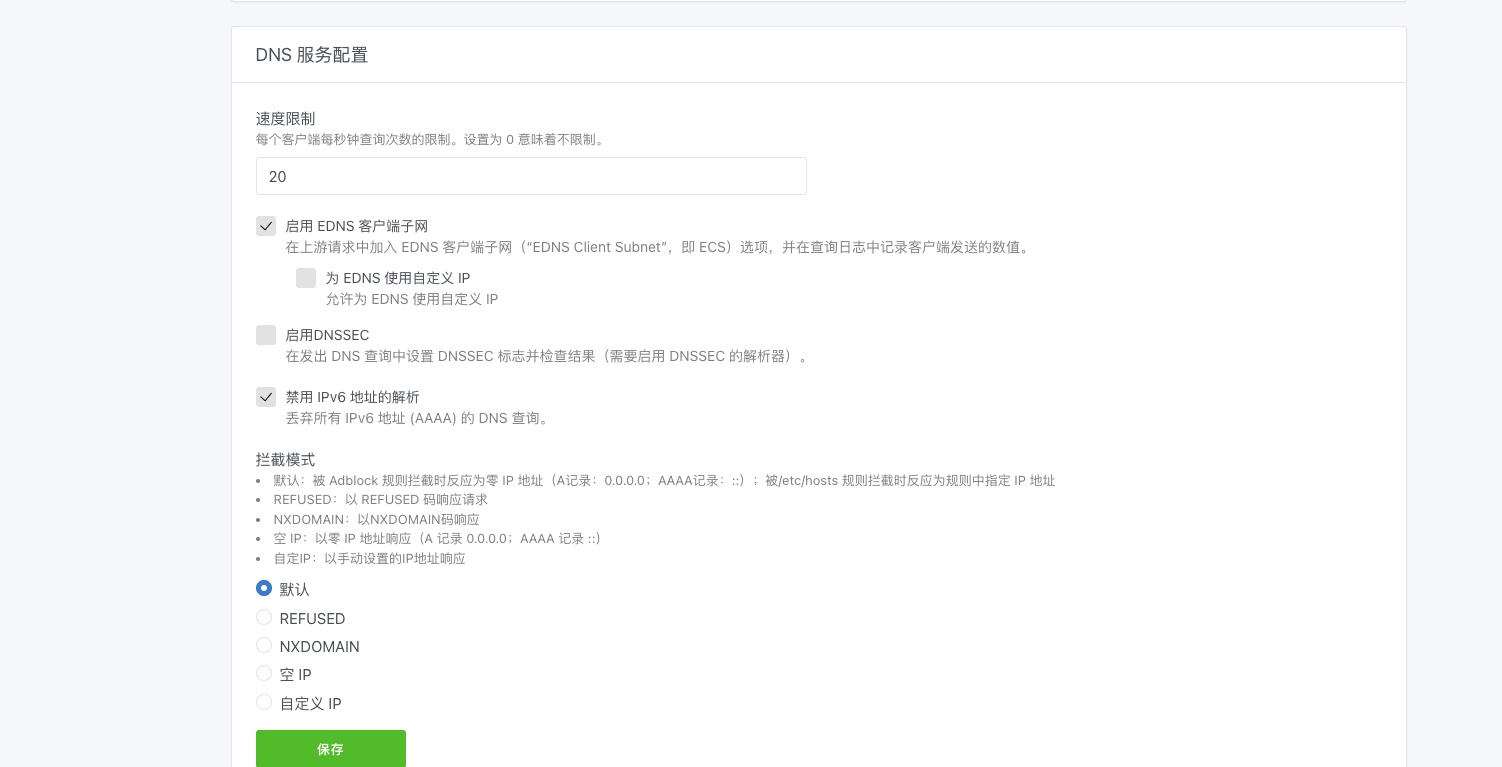 DNS 服务配置
速度限制
每个客户端每秒钟查询次数的限制。设置为 0 意味着不限制。
20
启用 EDNS 客户端子网
在上游请求中加入 EDNS 客户端子网（“EDNS Client Subnet”，即 ECS）选项，并在查询日志中记录客户端发送的数值。
为 EDNS 使用自定义 IP
允许为 EDNS 使用自定义 IP
启用DNSSEC
在发出 DNS 查询中设置 DNSSEC 标志并检查结果（需要启用 DNSSEC 的解析器）。
禁用 IPv6 地址的解析
丢弃所有 IPv6 地址 (AAAA) 的 DNS 查询。
拦截模式
• 默认：被 Adblock 规则拦截时反应为零 IP 地址（A记录：0.0.0.0；AAAA记录：::）；被/etc/hosts 规则拦截时反应为规则中指定 IP 地址
• REFUSED：以 REFUSED 码响应请求
• NXDOMAIN：以NXDOMAIN码响应
• 空 IP：以零 IP 地址响应（A 记录 0.0.0.0；AAAA 记录 ::）
• 自定IP：以手动设置的IP地址响应
默认
REFUSED
NXDOMAIN
空 IP
自定义 IP
保存